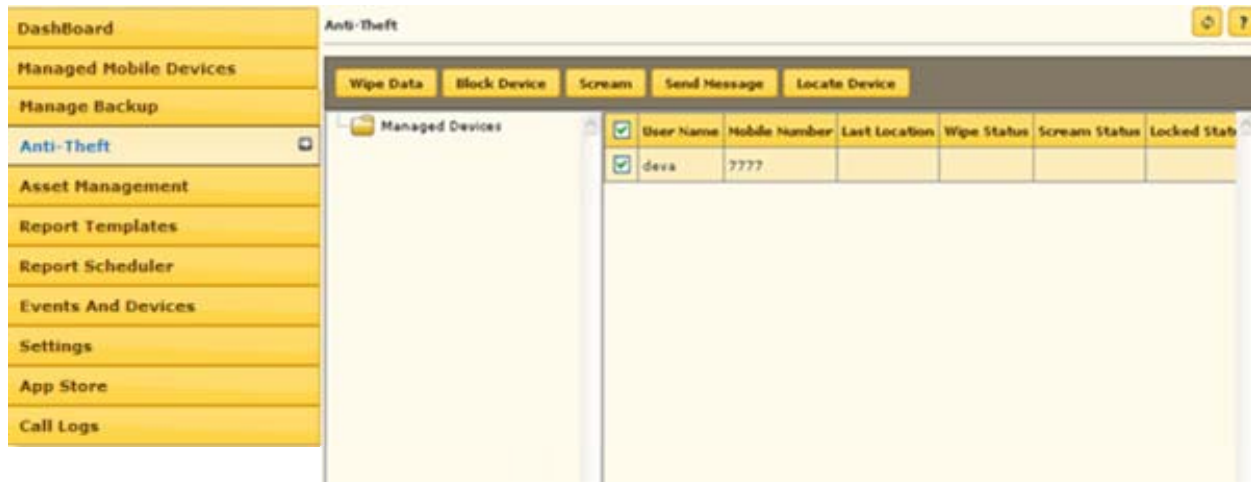 DashBoard
Managed Mobile Devices
Manage Backup
Anti-Theft
Asset Management
Report Templates
Report Scheduler
Events And Devices
Settings
App Store
Call Logs
Anti-Theft
?
Wipe Data Block Device Scream Send Message Locate Device
Managed Devices
User Name Mobile Number Last Location Wipe Status Scream Status Locked Stat
deva 7777